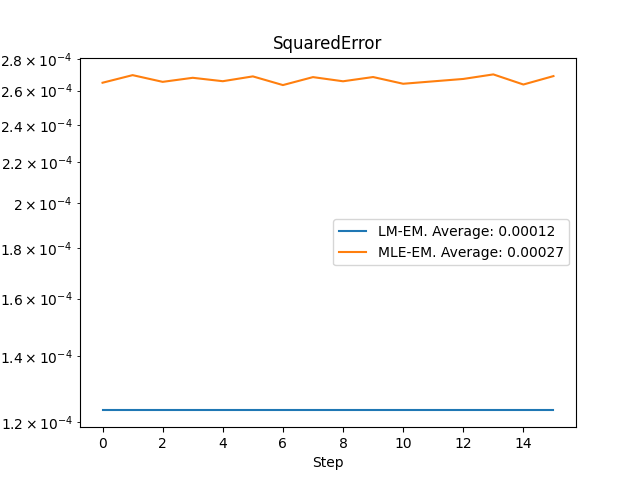 SquaredError
2.8 × 10⁻⁴
2.6 × 10⁻⁴
2.4 × 10⁻⁴
2.2 × 10⁻⁴
2 × 10⁻⁴
1.8 × 10⁻⁴
1.6 × 10⁻⁴
1.4 × 10⁻⁴
1.2 × 10⁻⁴
LM-EM. Average: 0.00012
MLE-EM. Average: 0.00027
0 2 4 6 8 10 12 14
Step